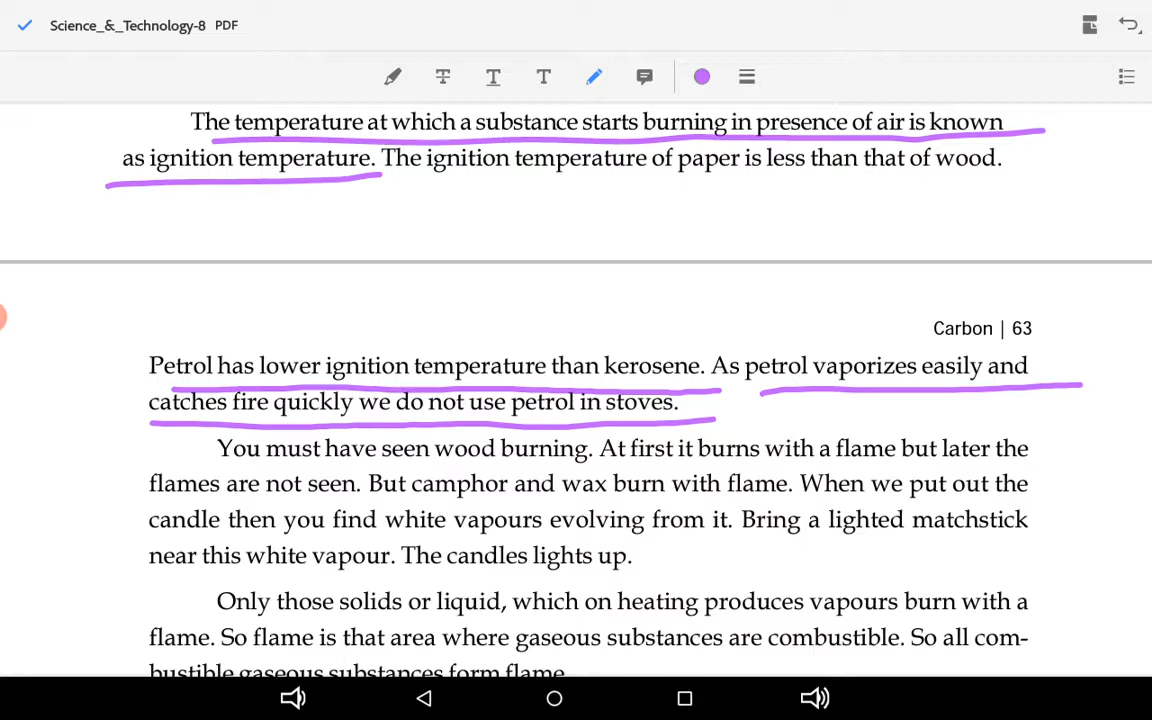 Science_&_Technology-8 PDF
The temperature at which a substance starts burning in presence of air is known
as ignition temperature. The ignition temperature of paper is less than that of wood.
Carbon | 63
Petrol has lower ignition temperature than kerosene. As petrol vaporizes easily and
catches fire quickly we do not use petrol in stoves.
You must have seen wood burning. At first it burns with a flame but later the
flames are not seen. But camphor and wax burn with flame. When we put out the
candle then you find white vapours evolving from it. Bring a lighted matchstick
near this white vapour. The candles lights up.
Only those solids or liquid, which on heating produces vapours burn with a
flame. So flame is that area where gaseous substances are combustible. So all com-
bustible gaseous substances form flame.